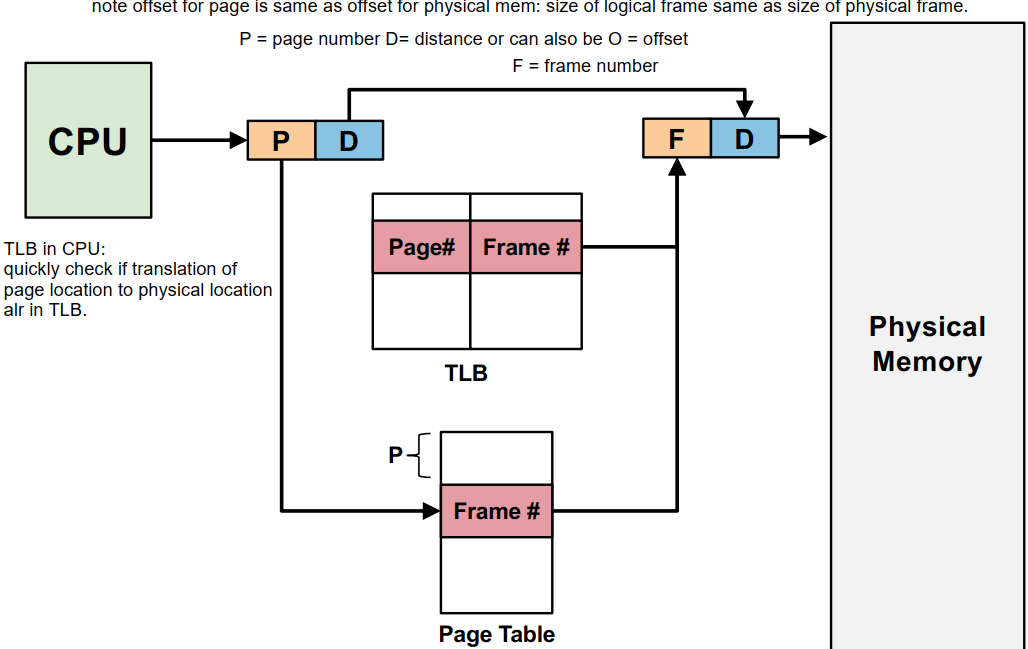 note offset for page is same as offset for physical mem: size of logical frame same as size of physical frame.
P = page number D= distance or can also be O = offset
F = frame number
CPU
P D
F D
TLB in CPU:
quickly check if translation of
page location to physical location
alr in TLB.
Page# Frame #
TLB
Physical
Memory
P
Frame #
Page Table